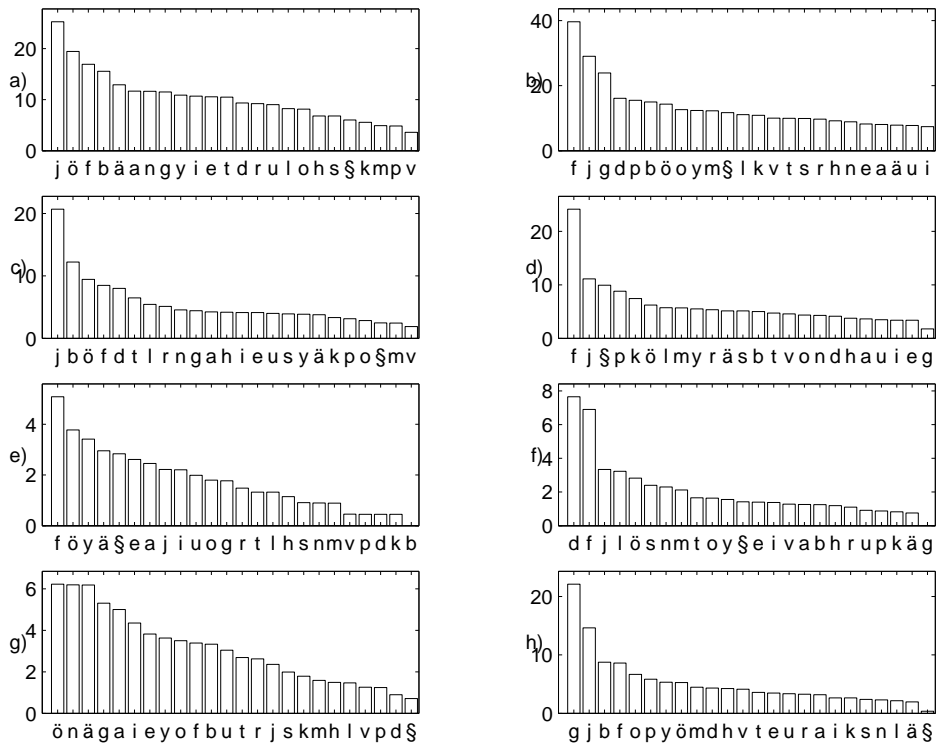 20
a)
10
0
j ö f b ä a n g y i e t d r u l o h s § k m p v
40
b)
20
0
f j g d p b ö o y m § l k v t s r h n e a ä u i
20
c)
10
0
j b ö f d t l r n g a h i e u s y ä k p o § m v
20
d)
10
0
f j § p k ö l m y r ä s b t v o n d h a u i e g
4
e)
2
0
f ö y ä § e a j i u o g r t l h s n m v p d k b
8
6
f)
4
2
0
d f j l ö s n m t o y § e i v a b h r u p k ä g
6
4
g)
2
0
ö n ä g a i e y o f b u t r j s k m h l v p d §
20
h)
10
0
g j b f o p y ö m d h v t e u r a i k s n l ä §